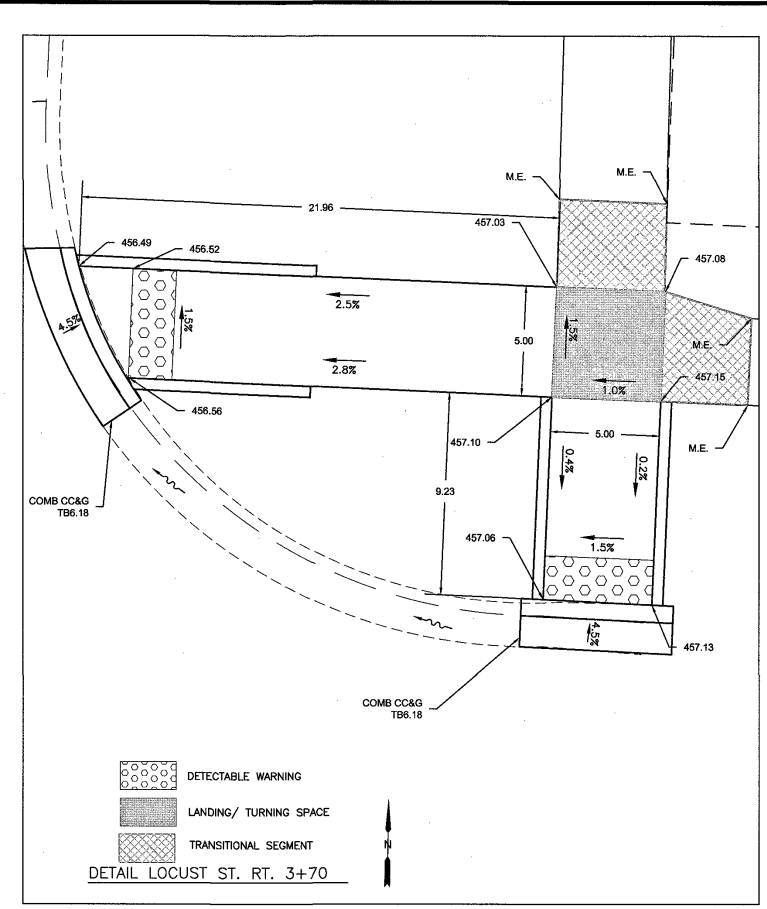 M.E.
M.E.
21.96
457.03
456.49
456.52
457.08
4.5%
1.5%
2.5%
2.8%
5.00
1.5%
1.0%
M.E.
457.15
456.56
457.10
5.00
M.E.
0.4%
0.2%
9.23
COMB CC&G
TB6.18
457.06
1.5%
4.5%
457.13
COMB CC&G
TB6.18
DETECTABLE WARNING
LANDING/ TURNING SPACE
TRANSITIONAL SEGMENT
N
DETAIL LOCUST ST. RT. 3+70